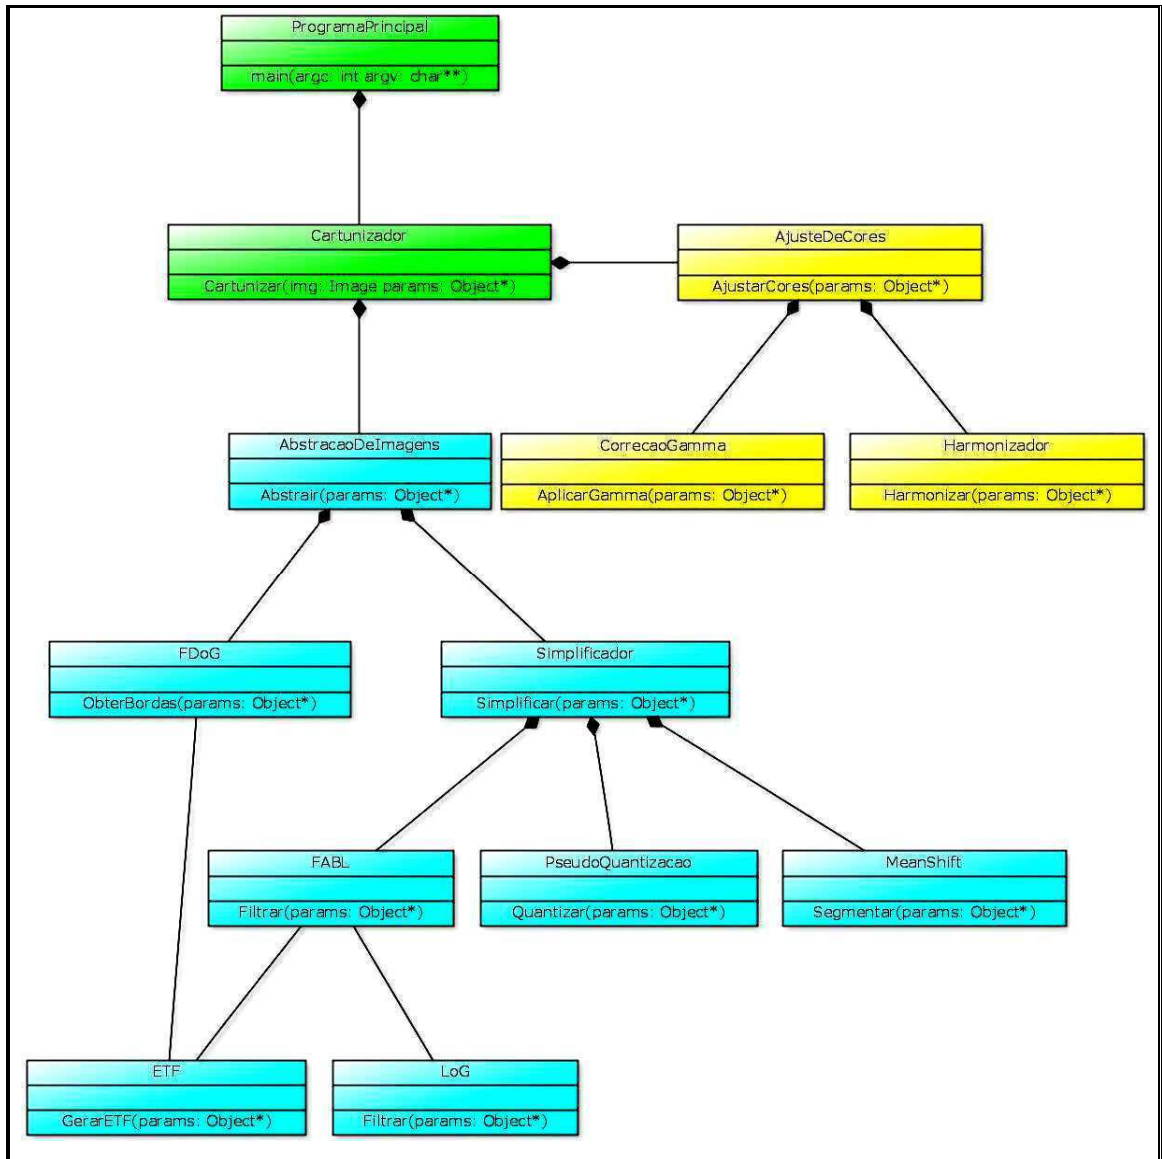 ProgramaPrincipal
main(argc: int argv: char**)
Cartunizador
Cartunizar(img: Image params: Object*)
AjusteDeCores
AjustarCores(params: Object*)
AbstracaoDeImagens
Abstrair(params: Object*)
CorrecaoGamma
AplicarGamma(params: Object*)
Harmonizador
Harmonizar(params: Object*)
FDoG
ObterBordas(params: Object*)
Simplificador
Simplificar(params: Object*)
FABL
Filtrar(params: Object*)
PseudoQuantizacao
Quantizar(params: Object*)
MeanShift
Segmentar(params: Object*)
ETF
GerarETF(params: Object*)
LoG
Filtrar(params: Object*)